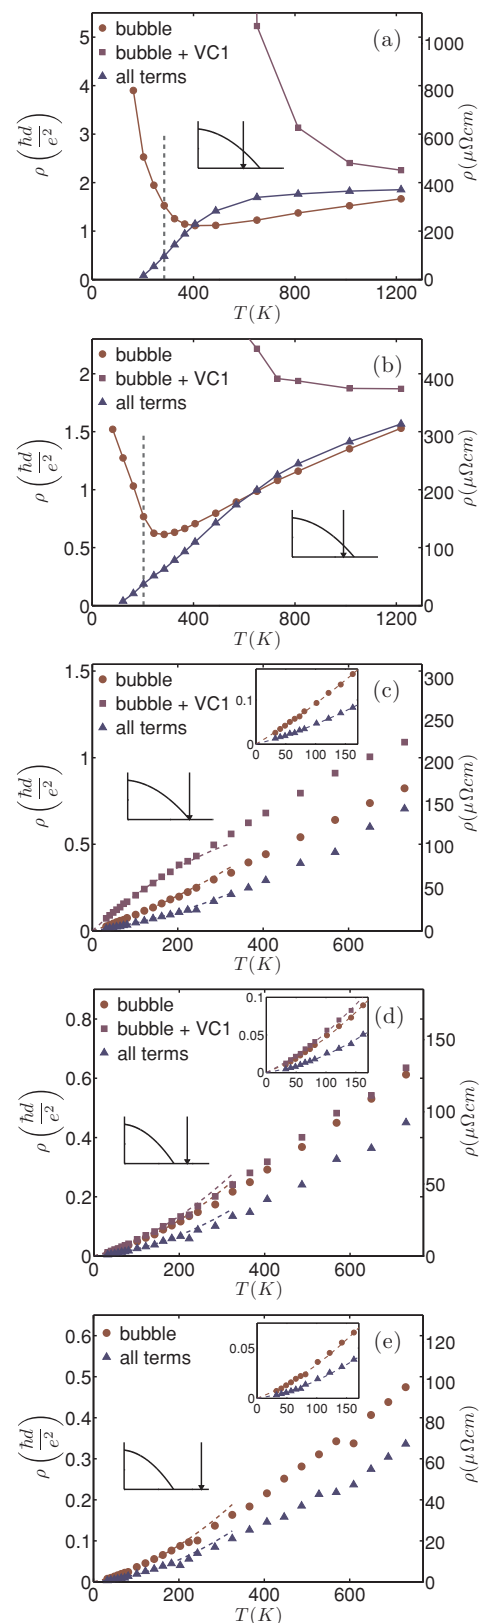 5 bubble (a) 1000
bubble + VC1
4 all terms 800
3 600
ρ (ħd/e²) ρ(μΩcm)
2 400
1 200
0 0
0 400 800 1200
T(K)
2 bubble (b)
bubble + VC1 400
all terms
1.5 300
ρ (ħd/e²) ρ(μΩcm)
1 200
0.5 100
0 0
0 400 800 1200
T(K)
1.5 bubble (c) 300
bubble + VC1 0.1
all terms 250
0
0 50 100 150
1 200
ρ (ħd/e²) ρ(μΩcm)
150
0.5 100
50
0 0
0 200 400 600
T(K)
0.8 bubble 0.1 (d)
bubble + VC1 0.05 150
all terms 0
0 50 100 150
0.6
ρ (ħd/e²) 100 ρ(μΩcm)
0.4
50
0.2
0 0
0 200 400 600
T(K)
0.6 bubble (e) 120
all terms 0.05
0.5 0 100
0 50 100 150
0.4 80
ρ (ħd/e²) ρ(μΩcm)
0.3 60
0.2 40
0.1 20
0 0
0 200 400 600
T(K)